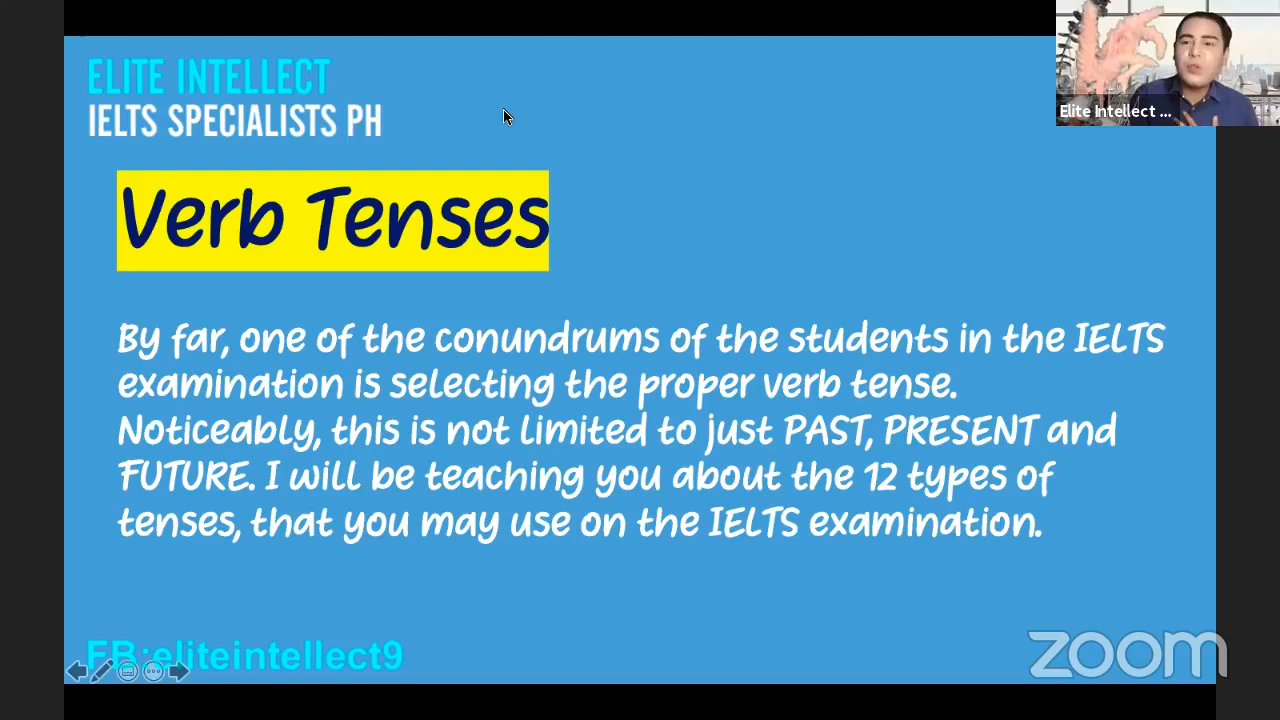 ELITE INTELLECT
IELTS SPECIALISTS PH
Elite Intellect ...
Verb Tenses
By far, one of the conundrums of the students in the IELTS
examination is selecting the proper verb tense.
Noticeably, this is not limited to just PAST, PRESENT and
FUTURE. I will be teaching you about the 12 types of
tenses, that you may use on the IELTS examination.
FB:eliteintellect9
zoom